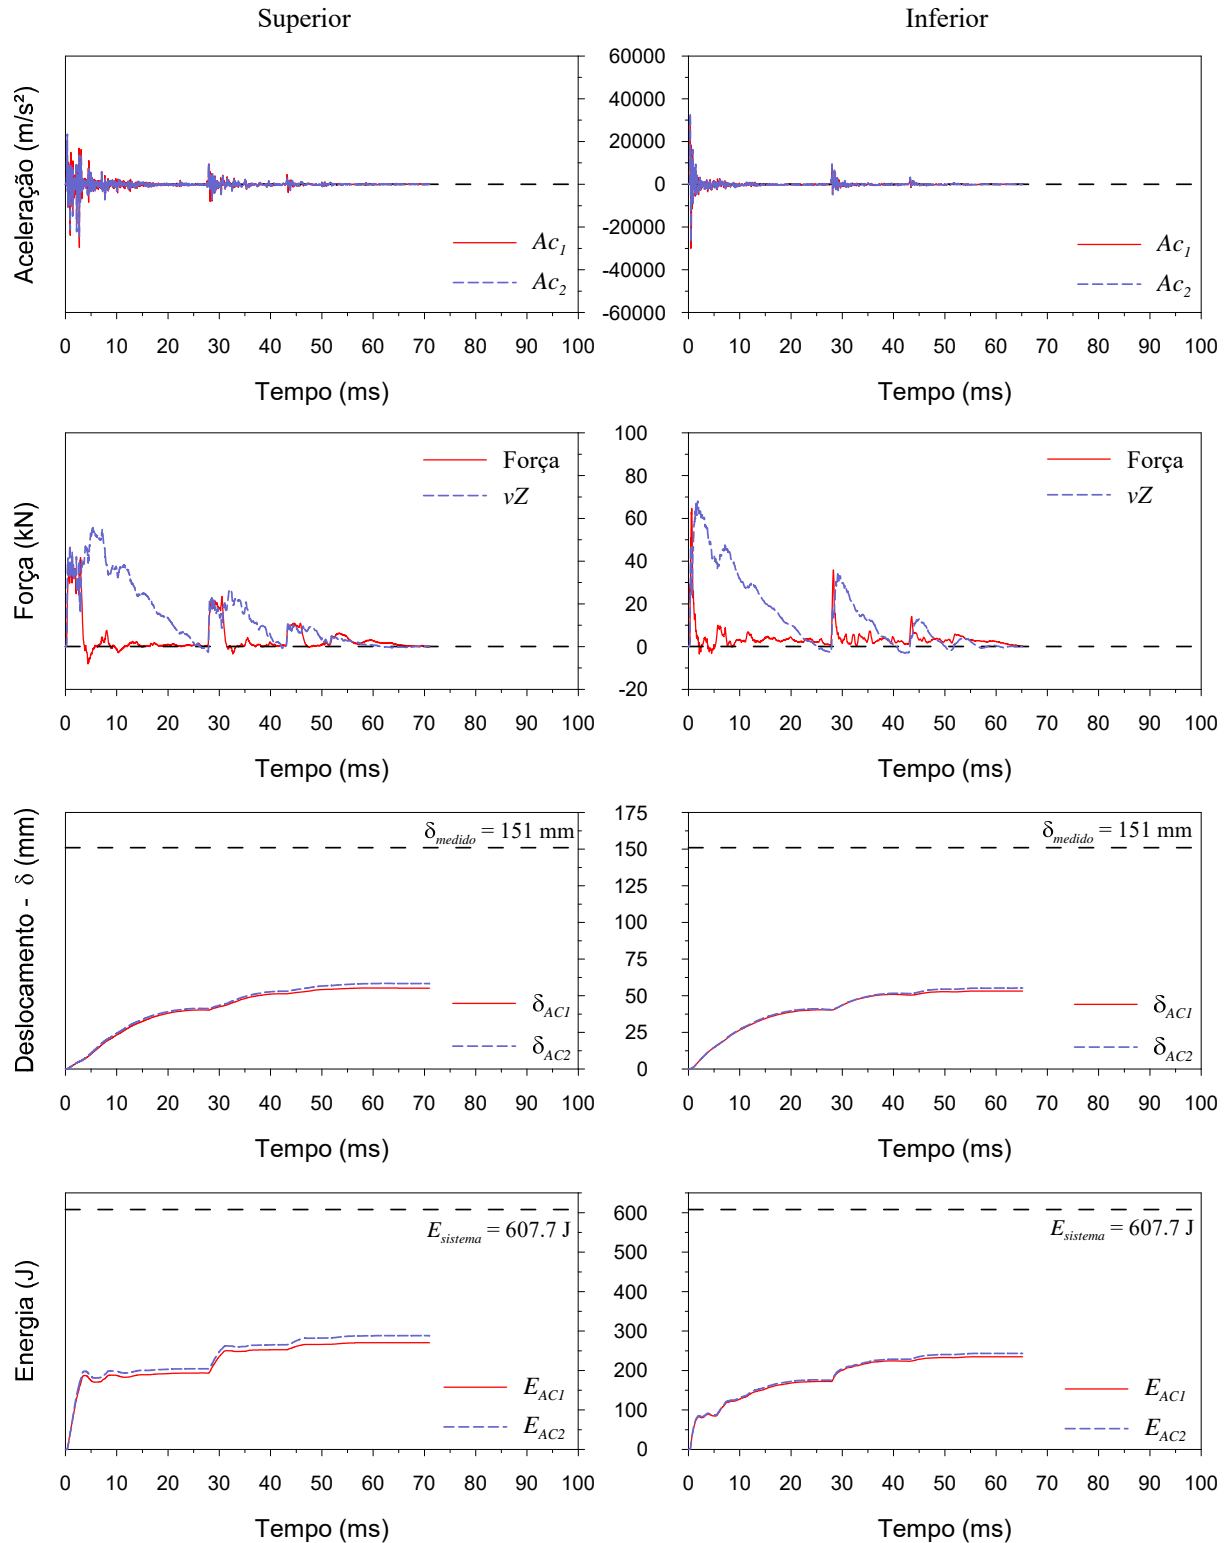 Superior
Inferior
Aceleração (m/s²)
60000
40000
20000
0
-20000
-40000
-60000
Ac1
Ac2
Ac1
Ac2
0 10 20 30 40 50 60 70 80 90 100
0 10 20 30 40 50 60 70 80 90 100
Tempo (ms)
Tempo (ms)
Força (kN)
100
80
60
40
20
0
-20
Força
vZ
Força
vZ
0 10 20 30 40 50 60 70 80 90 100
0 10 20 30 40 50 60 70 80 90 100
Tempo (ms)
Tempo (ms)
Deslocamento - δ (mm)
175
150
125
100
75
50
25
0
δmedido = 151 mm
δmedido = 151 mm
δAC1
δAC2
δAC1
δAC2
0 10 20 30 40 50 60 70 80 90 100
0 10 20 30 40 50 60 70 80 90 100
Tempo (ms)
Tempo (ms)
Energia (J)
600
500
400
300
200
100
0
Esistema = 607.7 J
Esistema = 607.7 J
EAC1
EAC2
EAC1
EAC2
0 10 20 30 40 50 60 70 80 90 100
0 10 20 30 40 50 60 70 80 90 100
Tempo (ms)
Tempo (ms)